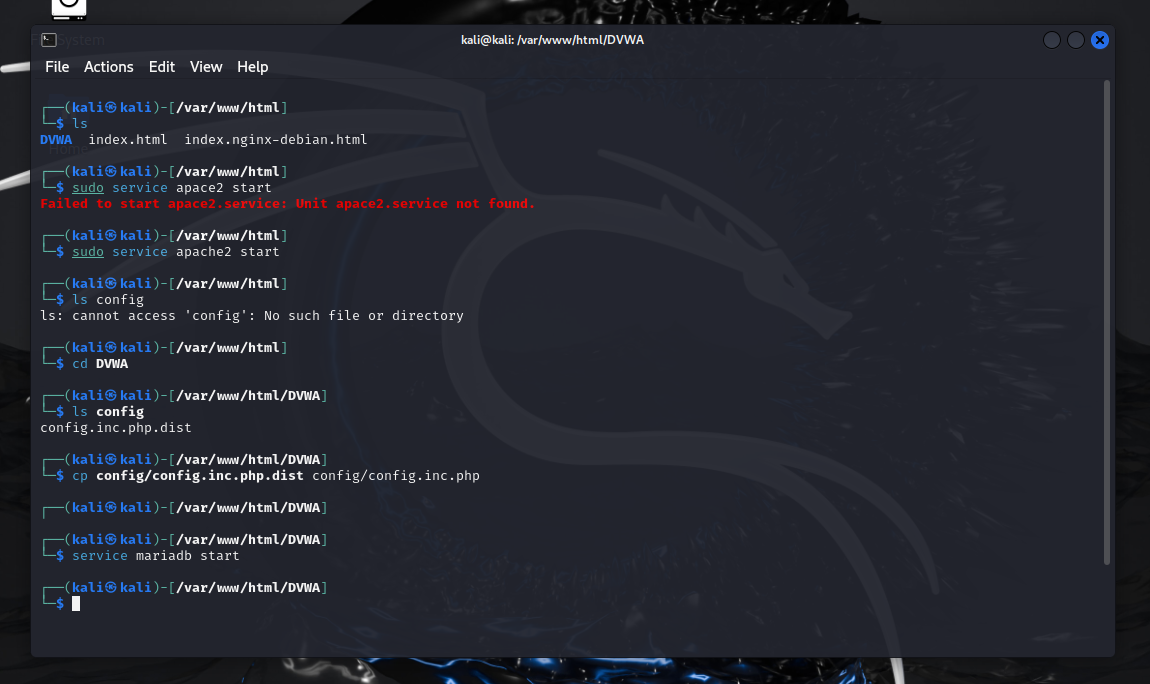 File System
kali@kali: /var/www/html/DVWA
File Actions Edit View Help
┌──(kali㉿kali)-[/var/www/html]
└─$ ls
DVWA  index.html  index.nginx-debian.html
Home
┌──(kali㉿kali)-[/var/www/html]
└─$ sudo service apace2 start
Failed to start apace2.service: Unit apace2.service not found.
┌──(kali㉿kali)-[/var/www/html]
└─$ sudo service apache2 start
┌──(kali㉿kali)-[/var/www/html]
└─$ ls config
ls: cannot access 'config': No such file or directory
┌──(kali㉿kali)-[/var/www/html]
└─$ cd DVWA
┌──(kali㉿kali)-[/var/www/html/DVWA]
└─$ ls config
config.inc.php.dist
┌──(kali㉿kali)-[/var/www/html/DVWA]
└─$ cp config/config.inc.php.dist config/config.inc.php
┌──(kali㉿kali)-[/var/www/html/DVWA]
┌──(kali㉿kali)-[/var/www/html/DVWA]
└─$ service mariadb start
┌──(kali㉿kali)-[/var/www/html/DVWA]
└─$